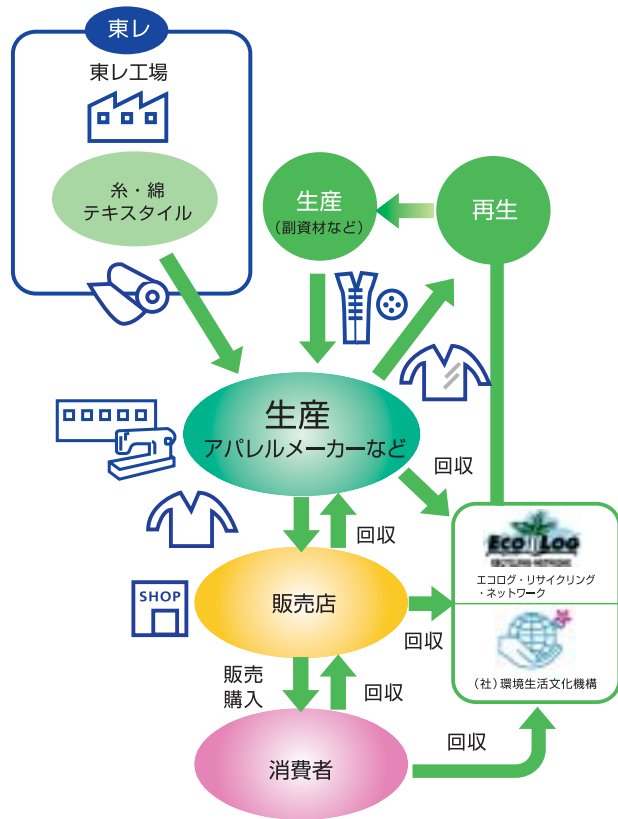 東レ
東レ工場
糸・綿
テキスタイル
生産
（副資材など）
再生
生産
アパレルメーカーなど
回収
回収
ECO LOG
RECYCLING NETWORK
エコログ・リサイクリング
・ネットワーク
SHOP
販売店
回収
（社）環境生活文化機構
販売
購入
回収
回収
消費者